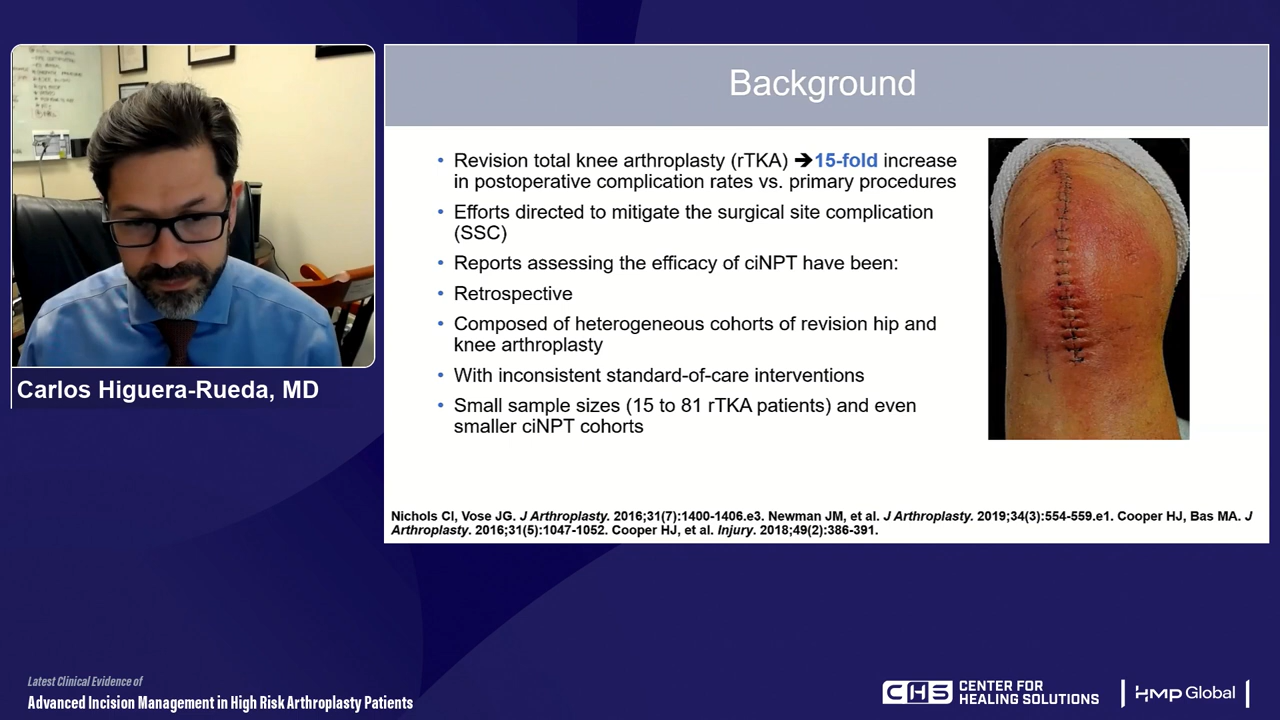 Background
• Revision total knee arthroplasty (rTKA) ➔15-fold increase
in postoperative complication rates vs. primary procedures
• Efforts directed to mitigate the surgical site complication
(SSC)
• Reports assessing the efficacy of ciNPT have been:
• Retrospective
• Composed of heterogeneous cohorts of revision hip and
knee arthroplasty
• With inconsistent standard-of-care interventions
• Small sample sizes (15 to 81 rTKA patients) and even
smaller ciNPT cohorts
Nichols CI, Vose JG. J Arthroplasty. 2016;31(7):1400-1406.e3. Newman JM, et al. J Arthroplasty. 2019;34(3):554-559.e1. Cooper HJ, Bas MA. J
Arthroplasty. 2016;31(5):1047-1052. Cooper HJ, et al. Injury. 2018;49(2):386-391.
Carlos Higuera-Rueda, MD
Latest Clinical Evidence of
Advanced Incision Management in High Risk Arthroplasty Patients
CHS CENTER FOR
HEALING SOLUTIONS
HMP Global